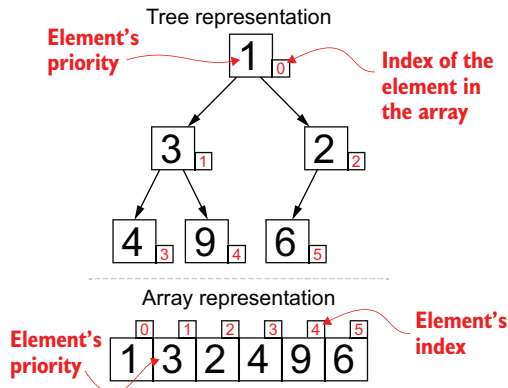 Tree representation
Element's
priority
1
0
Index of the
element in
the array
3
1
2
2
4
3
9
4
6
5
Array representation
0 1 2 3 4 5
Element's
index
Element's
priority
1 3 2 4 9 6